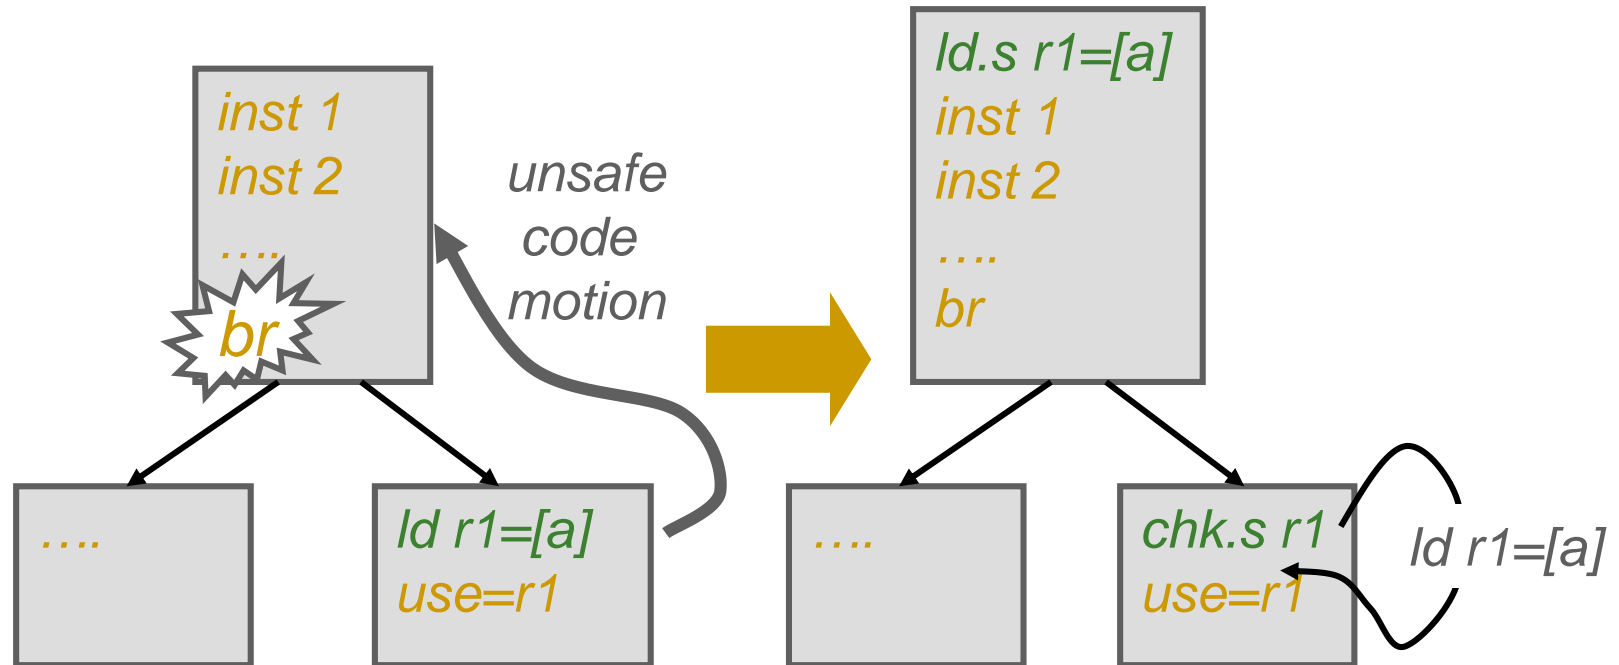 inst 1
inst 2
….
br
unsafe
code
motion
….
ld r1=[a]
use=r1
ld.s r1=[a]
inst 1
inst 2
….
br
….
chk.s r1
use=r1
ld r1=[a]